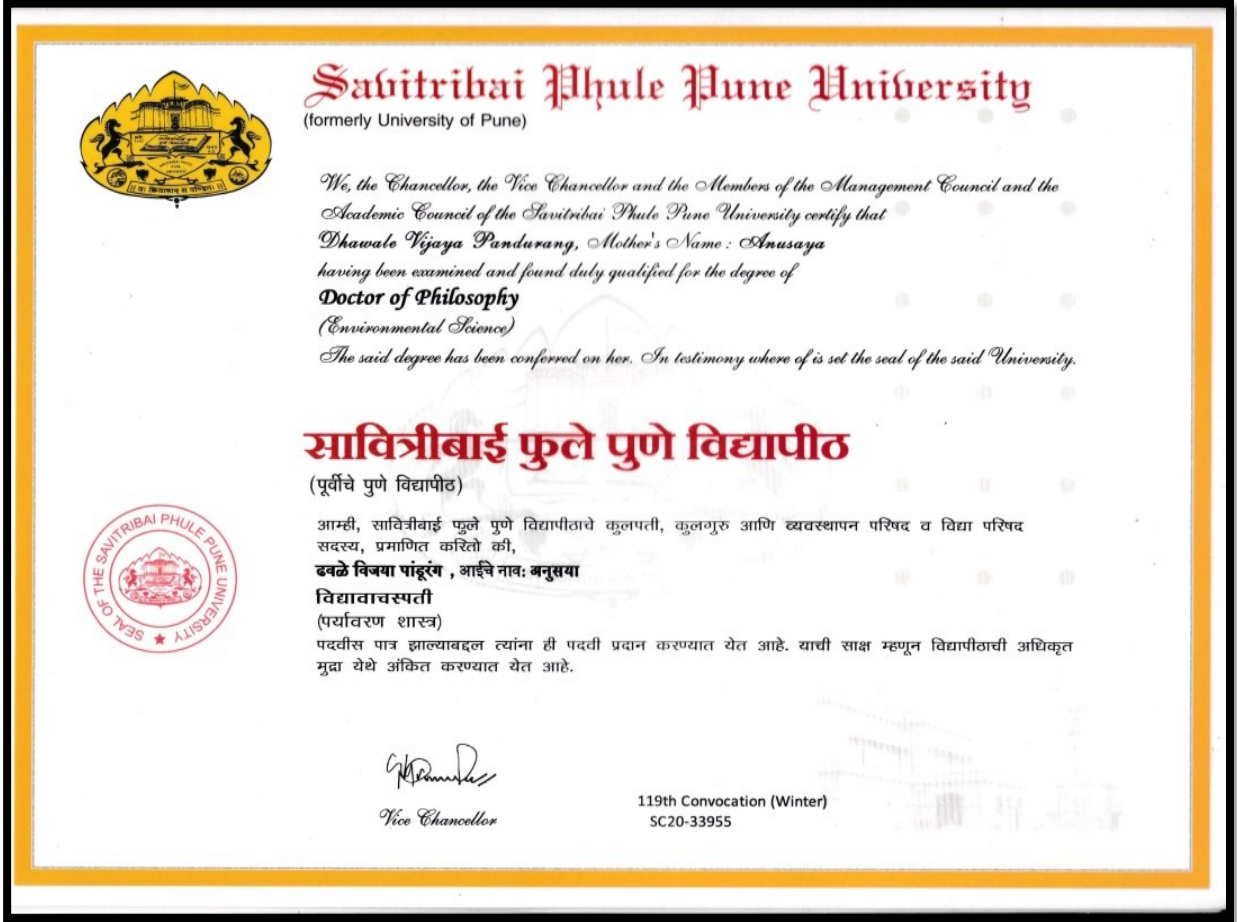 Savitribai Phule Pune University
(formerly University of Pune)
We, the Chancellor, the Vice Chancellor and the Members of the Management Council and the
Academic Council of the Savitribai Phule Pune University certify that
Dhawale Vijaya Pandurang, Mother's Name : Anusaya
having been examined and found duly qualified for the degree of
Doctor of Philosophy
(Environmental Science)
The said degree has been conferred on her. In testimony where of is set the seal of the said University.
॥ यः क्रियावान् स पण्डितः ॥
सावित्रीबाई फुले पुणे विद्यापीठ
(पूर्वीचे पुणे विद्यापीठ)
आम्ही, सावित्रीबाई फुले पुणे विद्यापीठाचे कुलपती, कुलगुरु आणि व्यवस्थापन परिषद व विद्या परिषद
सदस्य, प्रमाणित करितो की,
ढवळे विजया पांडूरंग , आईचे नाव: अनुसया
विद्यावाचस्पती
(पर्यावरण शास्त्र)
पदवीस पात्र झाल्याबद्दल त्यांना ही पदवी प्रदान करण्यात येत आहे. याची साक्ष म्हणून विद्यापीठाची अधिकृत
मुद्रा येथे अंकित करण्यात येत आहे.
SEAL OF THE SAVITRIBAI PHULE PUNE UNIVERSITY
Vice Chancellor
119th Convocation (Winter)
SC20-33955